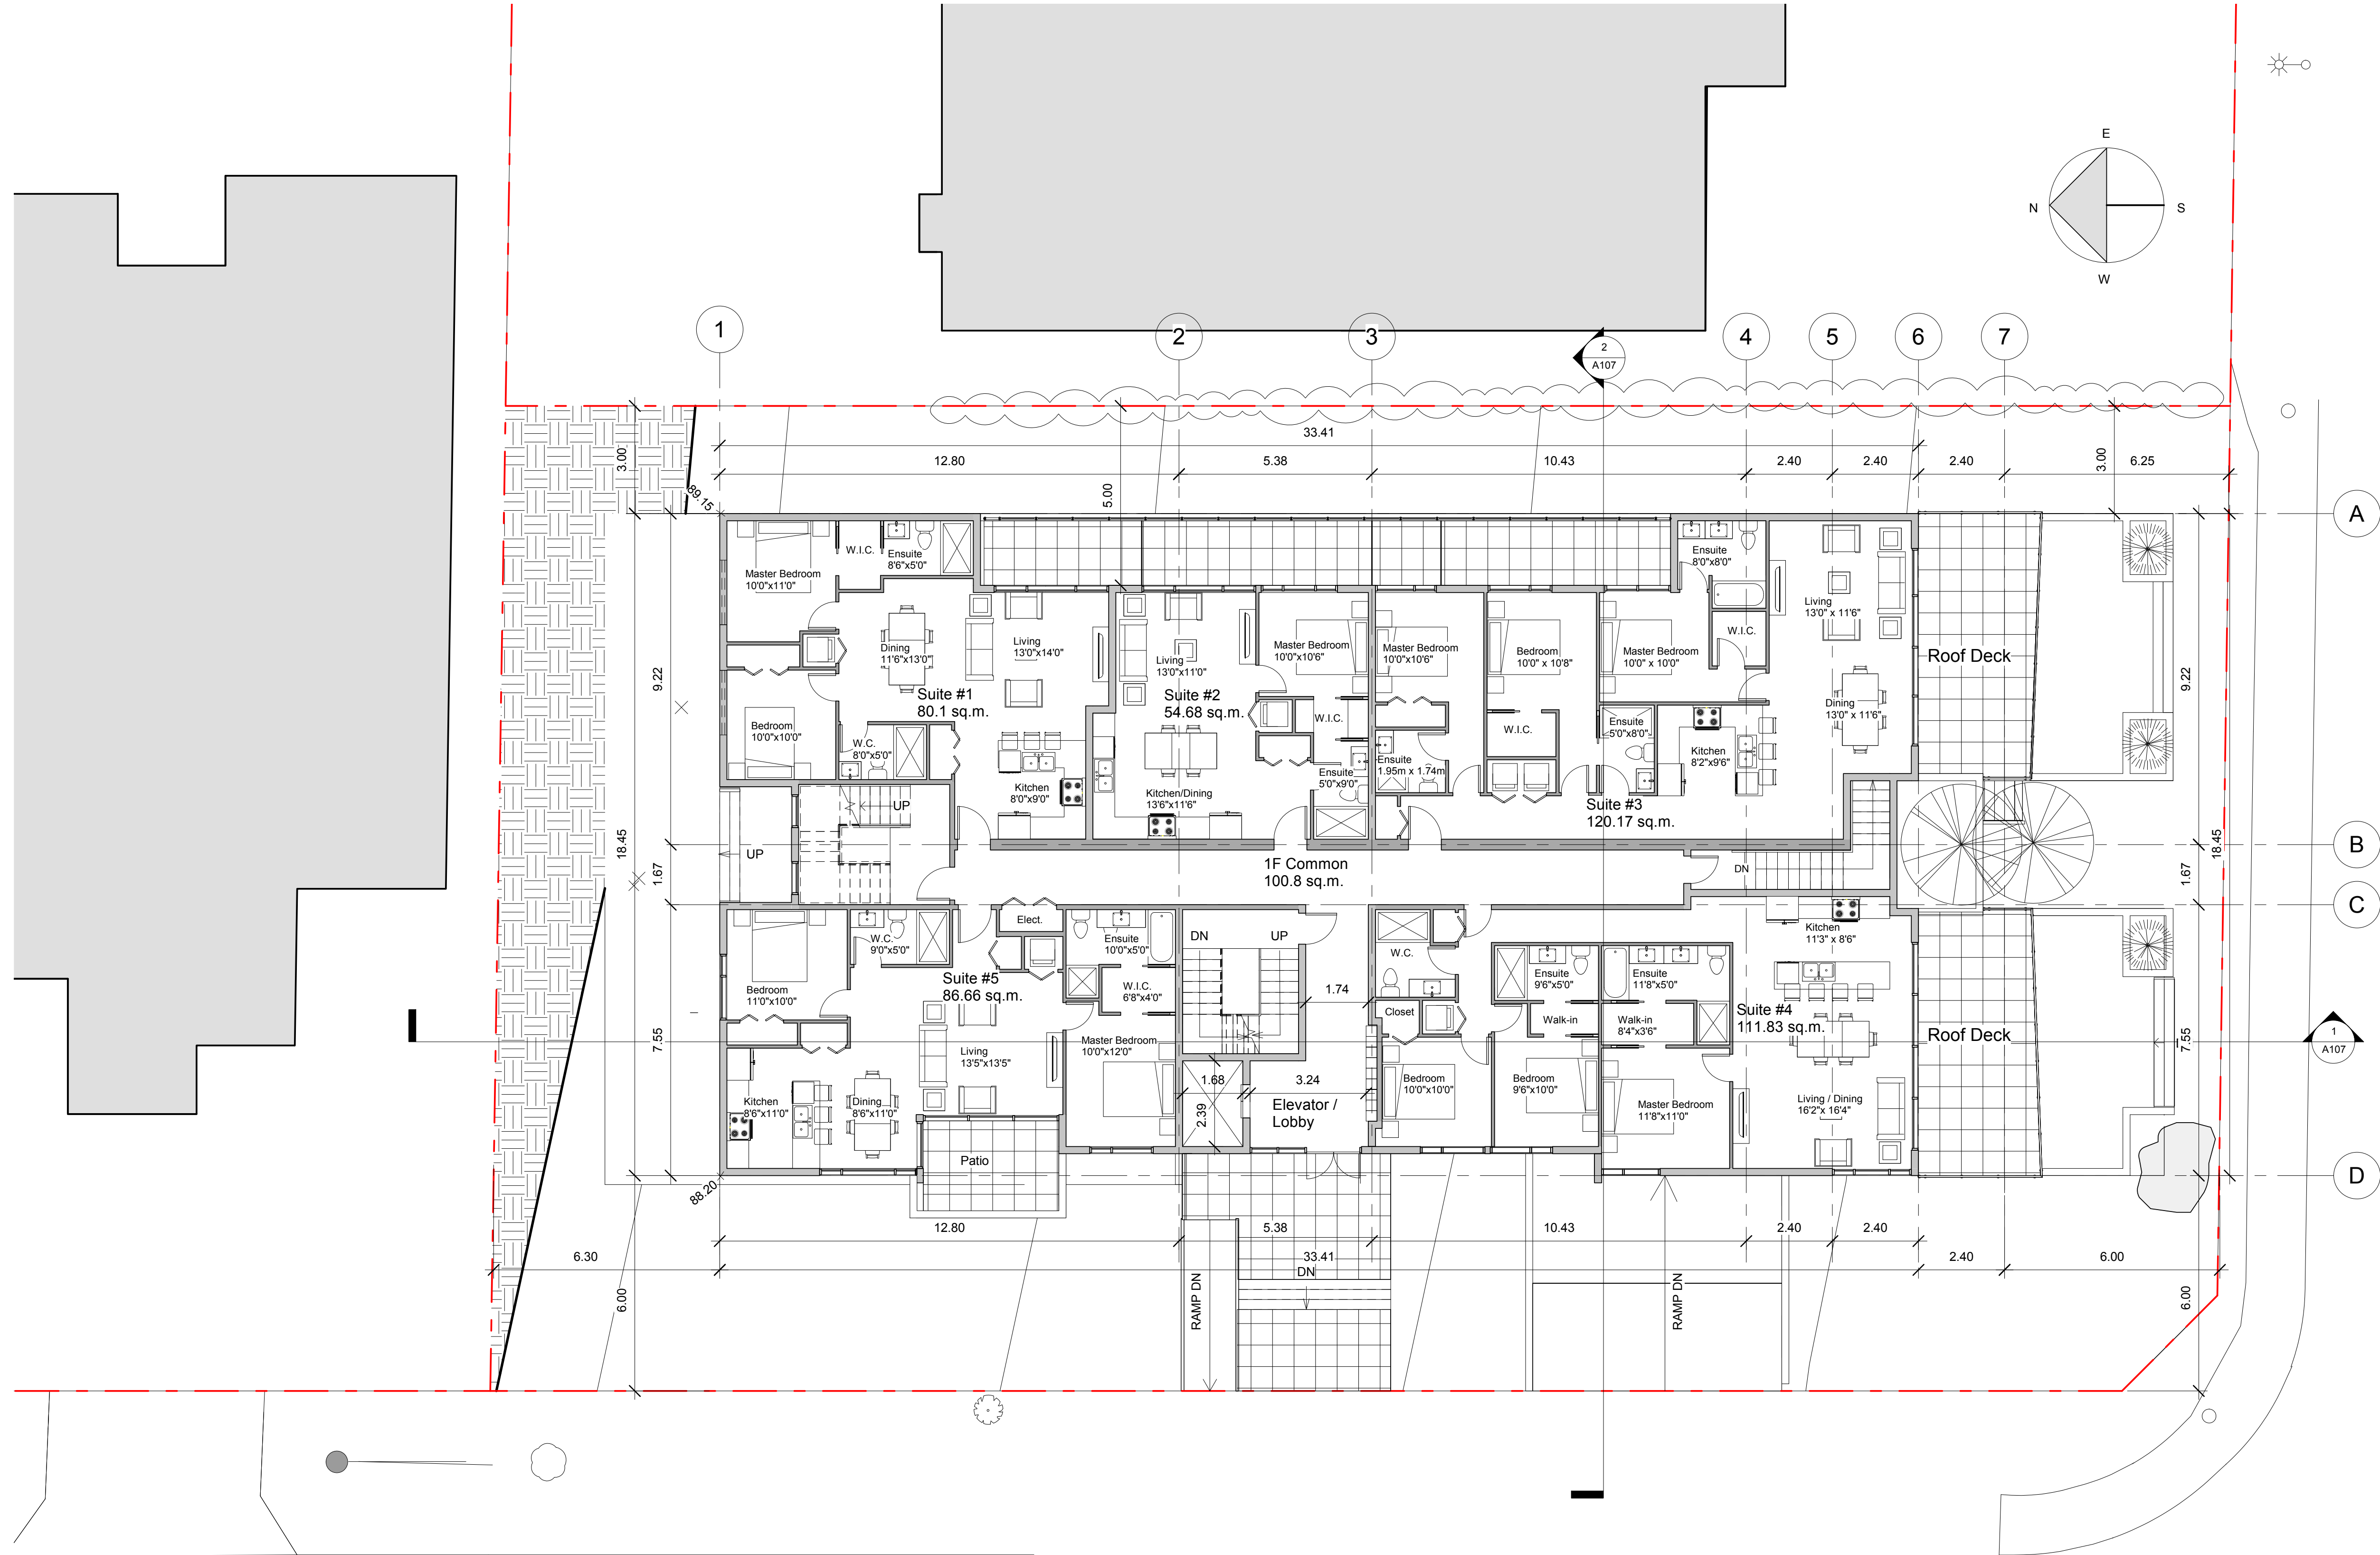 E
N
S
W
1
2
3
4
5
6
7
2
A107
33.41
12.80
5.38
10.43
2.40
2.40
2.40
6.25
3.00
5.00
3.00
89.15
A
B
C
D
Master Bedroom
10'0"x11'0"
W.I.C.
Ensuite
8'6"x5'0"
Dining
11'6"x13'0"
Living
13'0"x14'0"
Suite #1
80.1 sq.m.
Bedroom
10'0"x10'0"
W.C.
8'0"x5'0"
Kitchen
8'0"x9'0"
Living
13'0"x11'0"
Suite #2
54.68 sq.m.
Master Bedroom
10'0"x10'6"
W.I.C.
Kitchen/Dining
13'6"x11'6"
Ensuite
5'0"x9'0"
Master Bedroom
10'0"x10'6"
Ensuite
1.95m x 1.74m
Bedroom
10'0" x 10'8"
W.I.C.
Master Bedroom
10'0" x 10'0"
Ensuite
8'0"x8'0"
W.I.C.
Ensuite
5'0"x8'0"
Kitchen
8'2"x9'6"
Living
13'0" x 11'6"
Dining
13'0" x 11'6"
Suite #3
120.17 sq.m.
Roof Deck
9.22
18.45
1.67
7.55
9.22
18.45
1.67
7.55
UP
UP
1F Common
100.8 sq.m.
DN
Elect.
W.C.
9'0"x5'0"
Bedroom
11'0"x10'0"
Suite #5
86.66 sq.m.
Ensuite
10'0"x5'0"
W.I.C.
6'8"x4'0"
Living
13'5"x13'5"
Master Bedroom
10'0"x12'0"
Kitchen
8'6"x11'0"
Dining
8'6"x11'0"
Patio
DN
UP
1.74
1.68
3.24
2.39
Elevator /
Lobby
W.C.
Closet
Bedroom
10'0"x10'0"
Ensuite
9'6"x5'0"
Walk-in
Bedroom
9'6"x10'0"
Ensuite
11'8"x5'0"
Walk-in
8'4"x3'6"
Master Bedroom
11'8"x11'0"
Kitchen
11'3" x 8'6"
Suite #4
111.83 sq.m.
Living / Dining
16'2"x 16'4"
Roof Deck
1
A107
88.20
12.80
5.38
10.43
2.40
2.40
6.30
33.41
2.40
6.00
DN
6.00
RAMP DN
RAMP DN
6.00